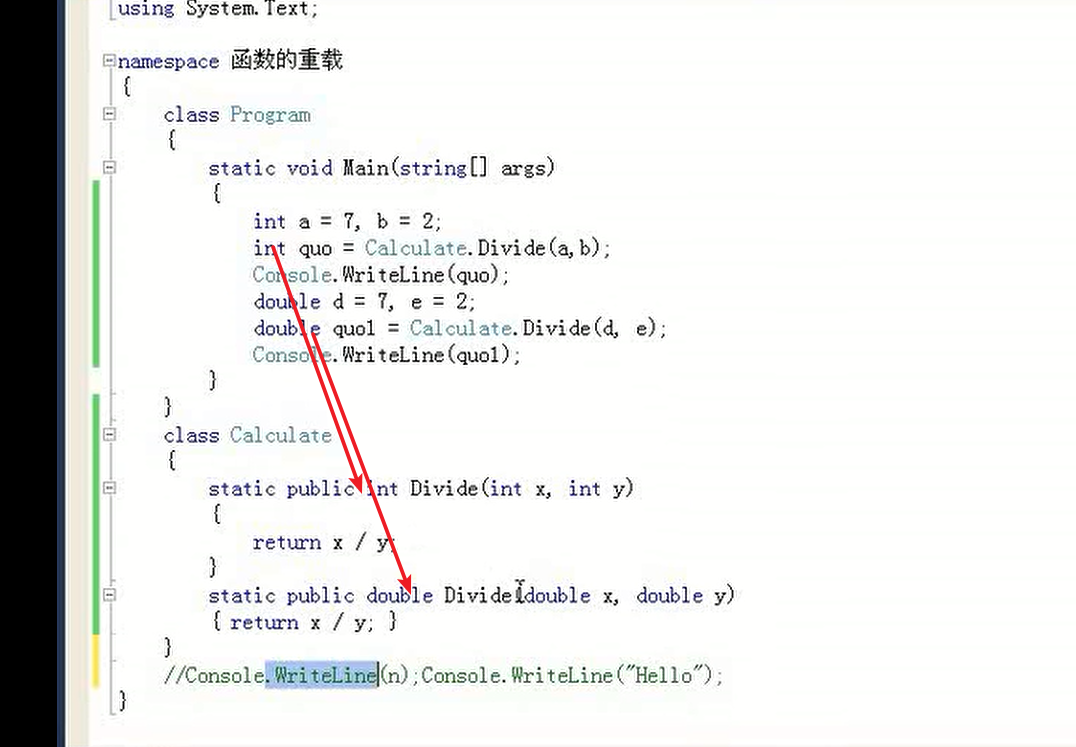 using System.Text;
namespace 函数的重载
{
class Program
{
static void Main(string[] args)
{
int a = 7, b = 2;
int quo = Calculate.Divide(a,b);
Console.WriteLine(quo);
double d = 7, e = 2;
double quo1 = Calculate.Divide(d, e);
Console.WriteLine(quo1);
}
}
class Calculate
{
static public int Divide(int x, int y)
{
return x / y;
}
static public double Divide(double x, double y)
{ return x / y; }
}
//Console.WriteLine(n);Console.WriteLine("Hello");
}